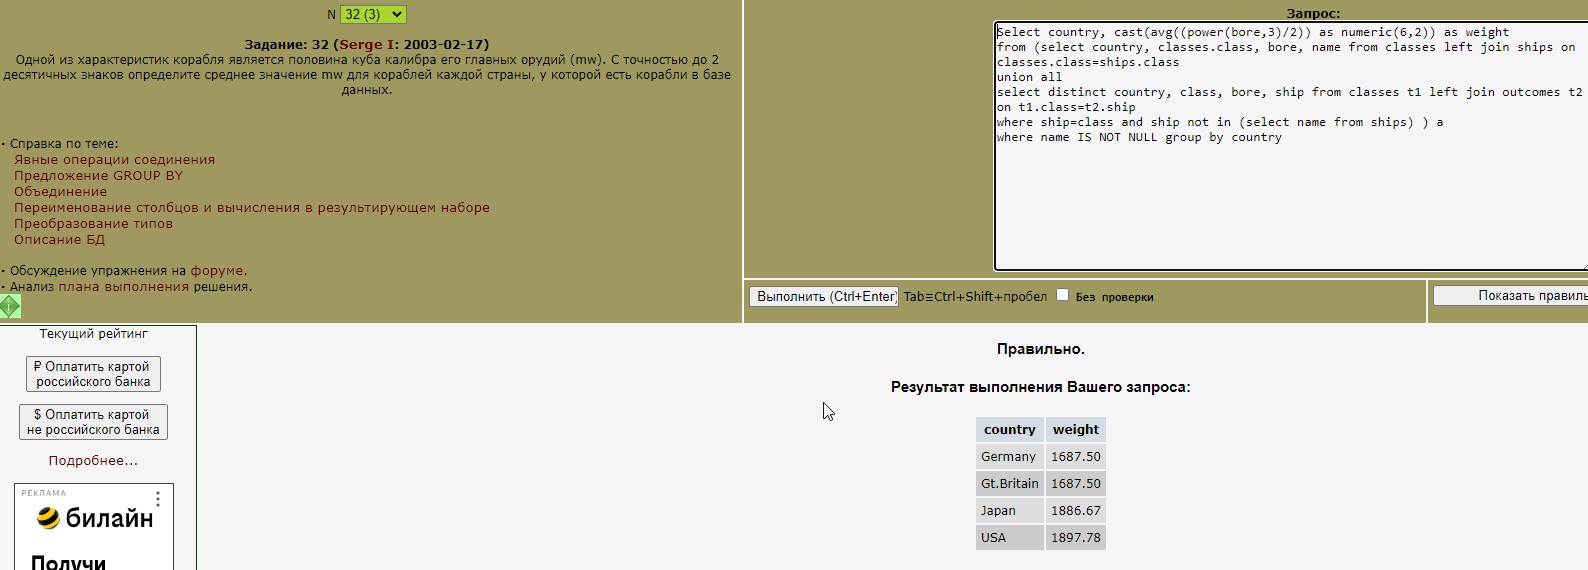 N 32 (3)
Задание: 32 (Serge I: 2003-02-17)
Одной из характеристик корабля является половина куба калибра его главных орудий (mw). С точностью до 2
десятичных знаков определите среднее значение mw для кораблей каждой страны, у которой есть корабли в базе
данных.
· Справка по теме:
Явные операции соединения
Предложение GROUP BY
Объединение
Переименование столбцов и вычисления в результирующем наборе
Преобразование типов
Описание БД
· Обсуждение упражнения на форуме.
· Анализ плана выполнения решения.
Запрос:
Select country, cast(avg((power(bore,3)/2)) as numeric(6,2)) as weight
from (select country, classes.class, bore, name from classes left join ships on
classes.class=ships.class
union all
select distinct country, class, bore, ship from classes t1 left join outcomes t2
on t1.class=t2.ship
where ship=class and ship not in (select name from ships) ) a
where name IS NOT NULL group by country
Выполнить (Ctrl+Enter) Tab≡Ctrl+Shift+пробел Без проверки
Показать правиль
Текущий рейтинг
₽ Оплатить картой
российского банка
$ Оплатить картой
не российского банка
Подробнее...
РЕКЛАМА
билайн
Получи
Правильно.
Результат выполнения Вашего запроса:
country weight
Germany 1687.50
Gt.Britain 1687.50
Japan 1886.67
USA 1897.78